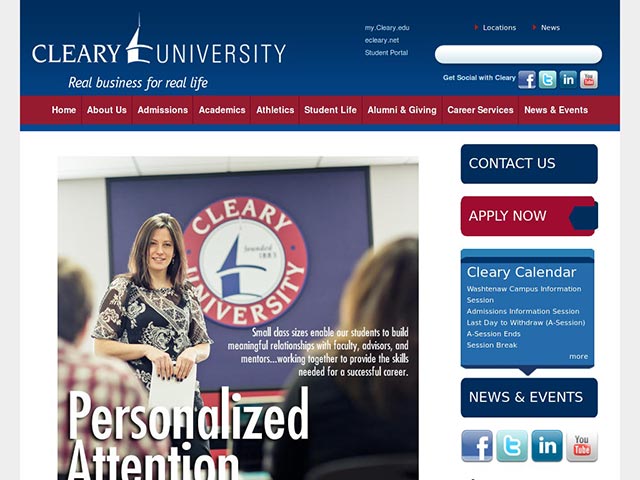 CLEARY UNIVERSITY
Real business for real life
my.Cleary.edu
ecleary.net
Student Portal
Locations
News
Get Social with Cleary
You
Tube
Home
About Us
Admissions
Academics
Athletics
Student Life
Alumni & Giving
Career Services
News & Events
CLEARY
founded
1883
UNIVERSITY
Small class sizes enable our students to build
meaningful relationships with faculty, advisors, and
mentors...working together to provide the skills
needed for a successful career.
Personalized
Attention
CONTACT US
APPLY NOW
Cleary Calendar
Washtenaw Campus Information
Session
Admissions Information Session
Last Day to Withdraw (A-Session)
A-Session Ends
Session Break
more
NEWS & EVENTS
You
Tube